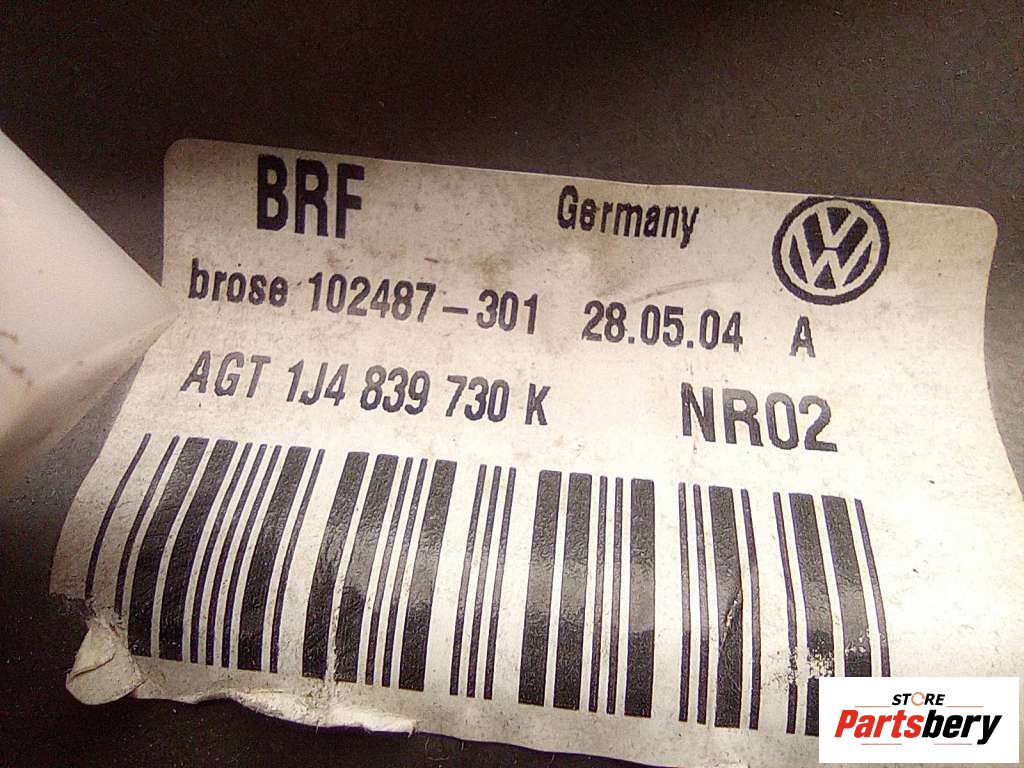 BRF Germany
brose 102487-301 28.05.04 A
AGT 1J4 839 730 K NR02
STORE
Partsbery